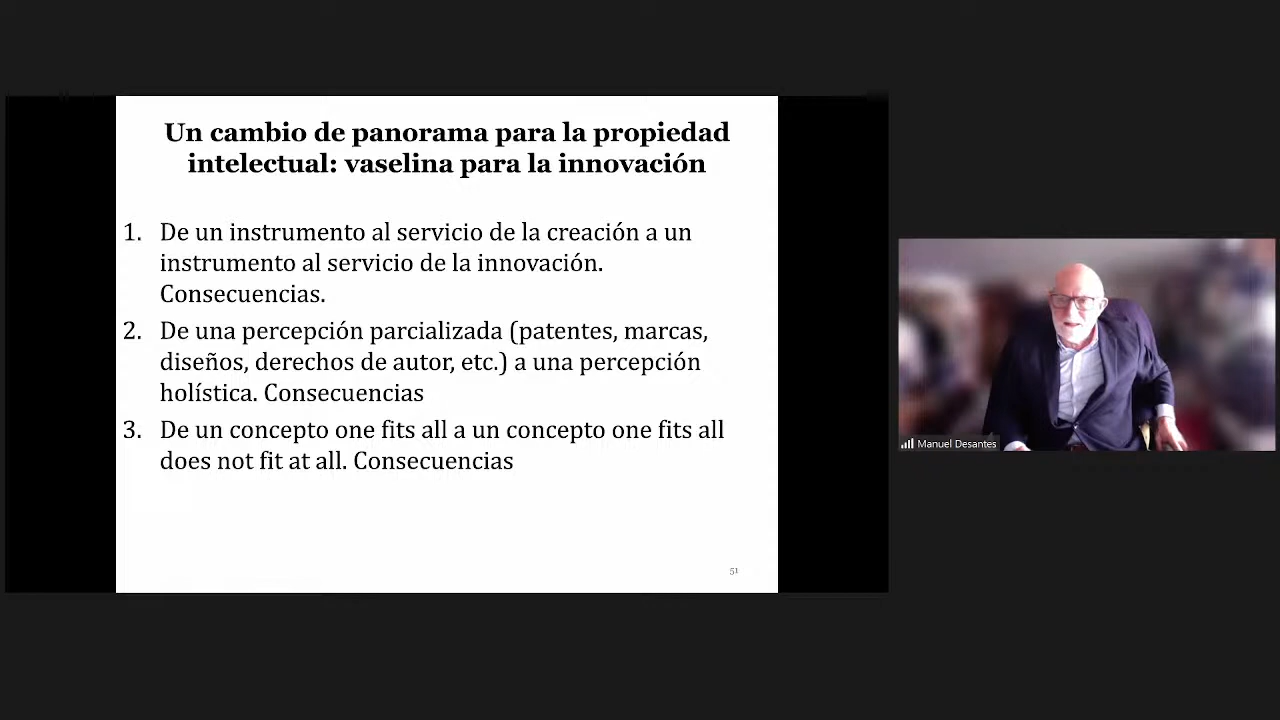 Un cambio de panorama para la propiedad
intelectual: vaselina para la innovación
1. De un instrumento al servicio de la creación a un
instrumento al servicio de la innovación.
Consecuencias.
2. De una percepción parcializada (patentes, marcas,
diseños, derechos de autor, etc.) a una percepción
holística. Consecuencias
3. De un concepto one fits all a un concepto one fits all
does not fit at all. Consecuencias
51
Manuel Desantes